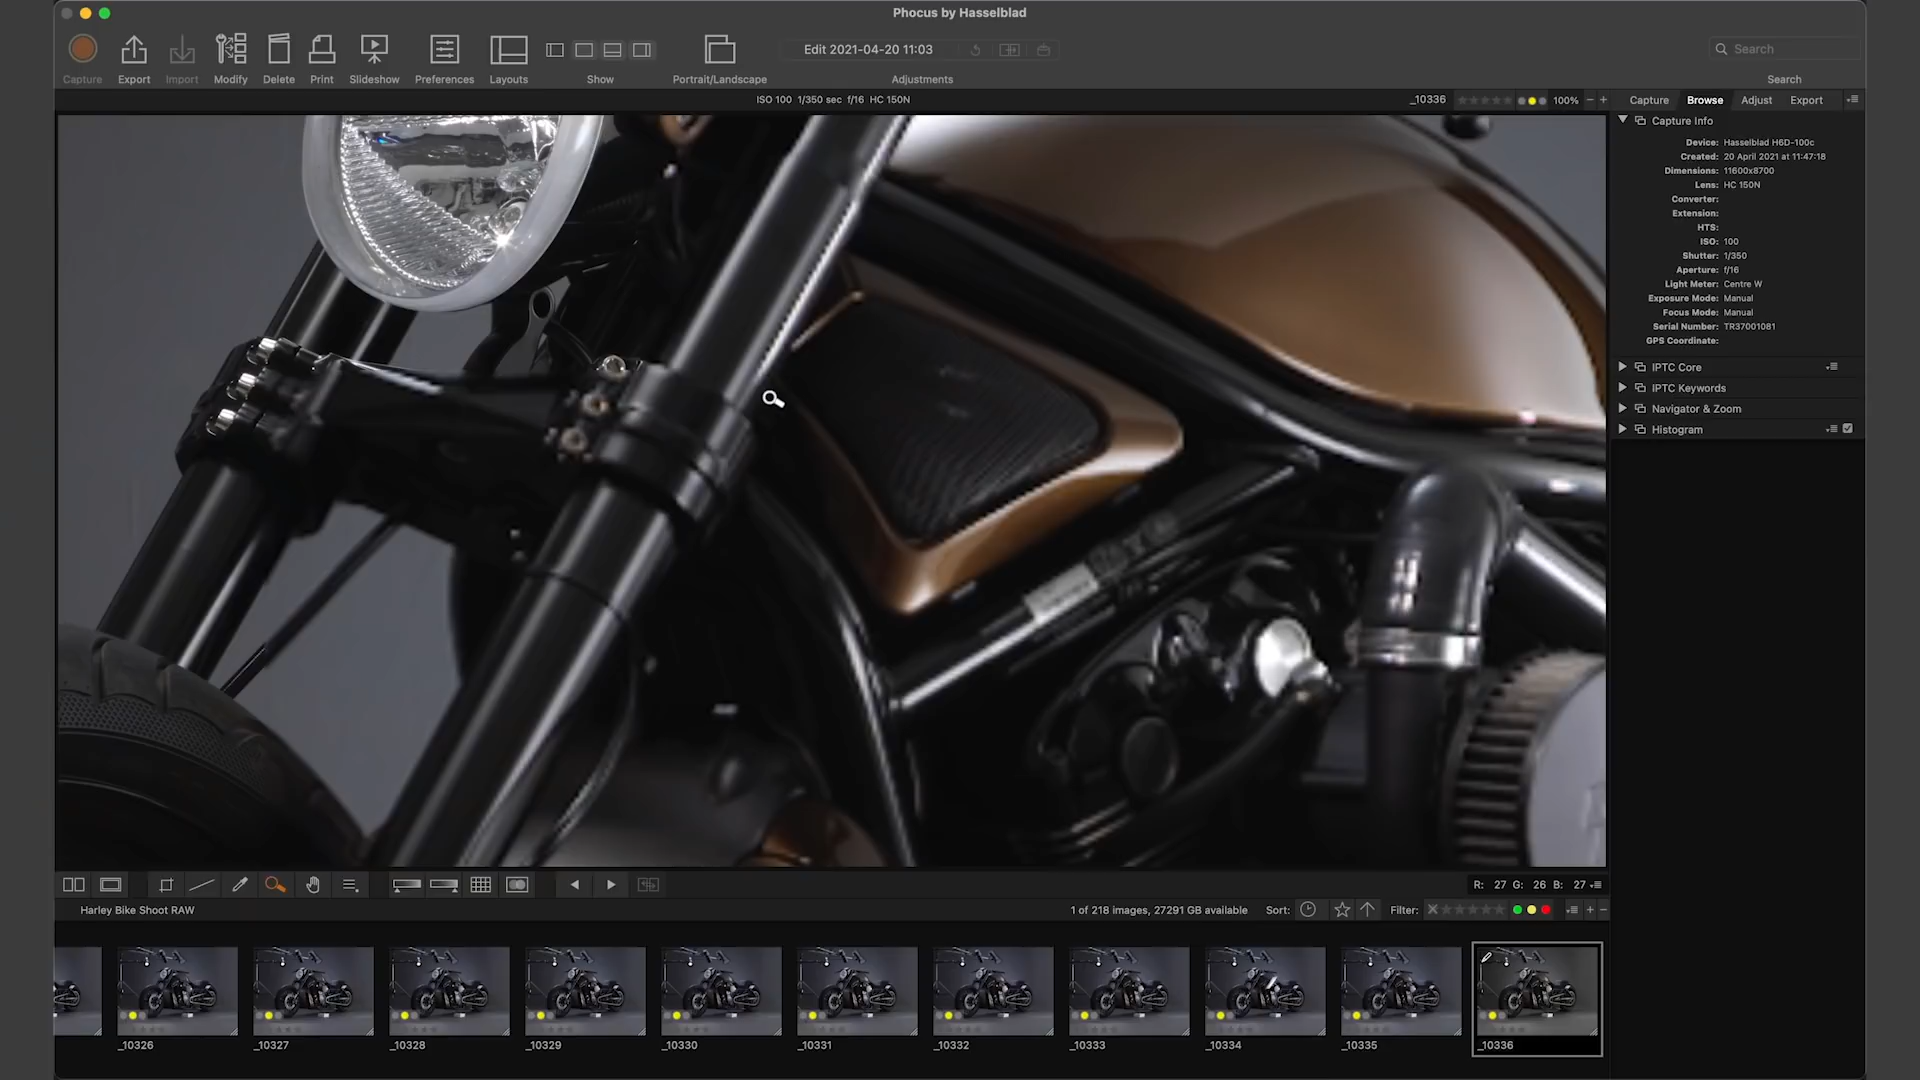 Phocus by Hasselblad
Capture Export Import Modify Delete Print Slideshow Preferences Layouts Show Portrait/Landscape
Edit 2021-04-20 11:03
Adjustments
Search
Search
ISO 100 1/350 sec f/16 HC 150N
_10336
100%
Capture Browse Adjust Export
Capture Info
Device: Hasselblad H6D-100c
Created: 20 April 2021 at 11:47:18
Dimensions: 11600x8700
Lens: HC 150N
Converter:
Extension:
HTS:
ISO: 100
Shutter: 1/350
Aperture: f/16
Light Meter: Centre W
Exposure Mode: Manual
Focus Mode: Manual
Serial Number: TR37001081
GPS Coordinate:
IPTC Core
IPTC Keywords
Navigator & Zoom
Histogram
R: 27 G: 26 B: 27
Harley Bike Shoot RAW
1 of 218 images, 27291 GB available
Sort:
Filter:
_10326 _10327 _10328 _10329 _10330 _10331 _10332 _10333 _10334 _10335 _10336